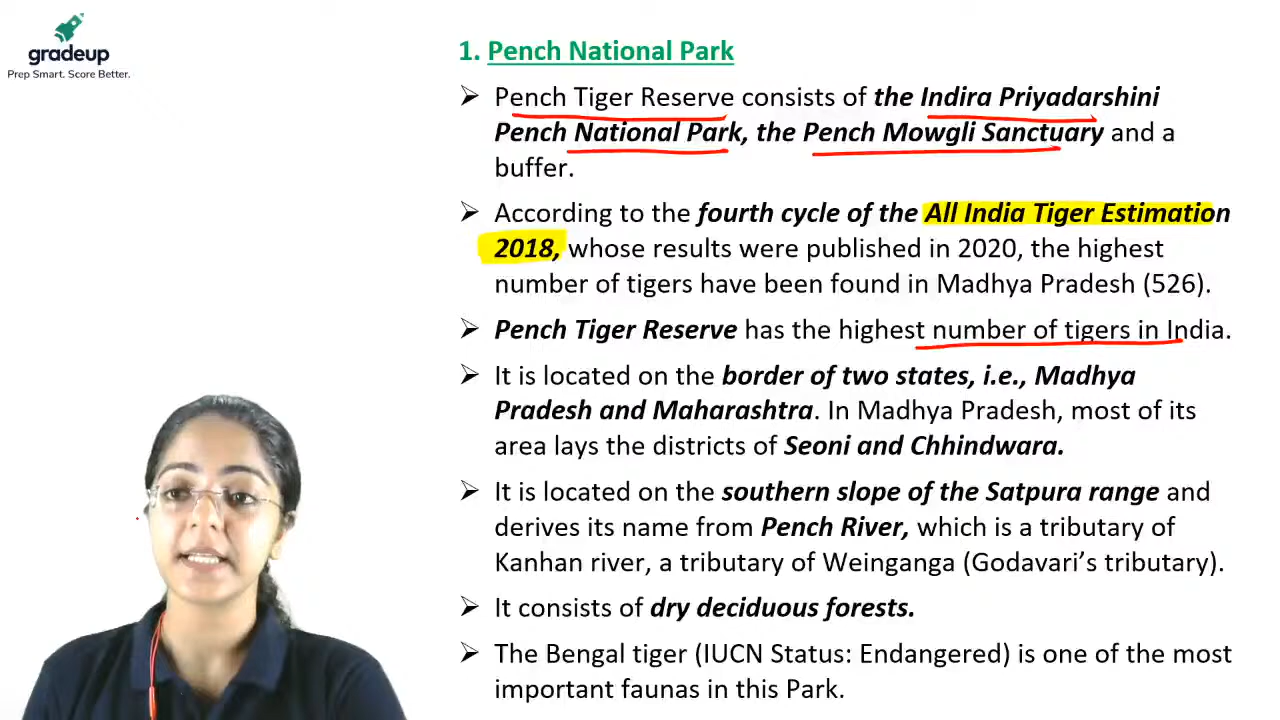 gradeup
Prep Smart. Score Better.
1. Pench National Park
➢ Pench Tiger Reserve consists of the Indira Priyadarshini
Pench National Park, the Pench Mowgli Sanctuary and a
buffer.
➢ According to the fourth cycle of the All India Tiger Estimation
2018, whose results were published in 2020, the highest
number of tigers have been found in Madhya Pradesh (526).
➢ Pench Tiger Reserve has the highest number of tigers in India.
➢ It is located on the border of two states, i.e., Madhya
Pradesh and Maharashtra. In Madhya Pradesh, most of its
area lays the districts of Seoni and Chhindwara.
➢ It is located on the southern slope of the Satpura range and
derives its name from Pench River, which is a tributary of
Kanhan river, a tributary of Weinganga (Godavari's tributary).
➢ It consists of dry deciduous forests.
➢ The Bengal tiger (IUCN Status: Endangered) is one of the most
important faunas in this Park.